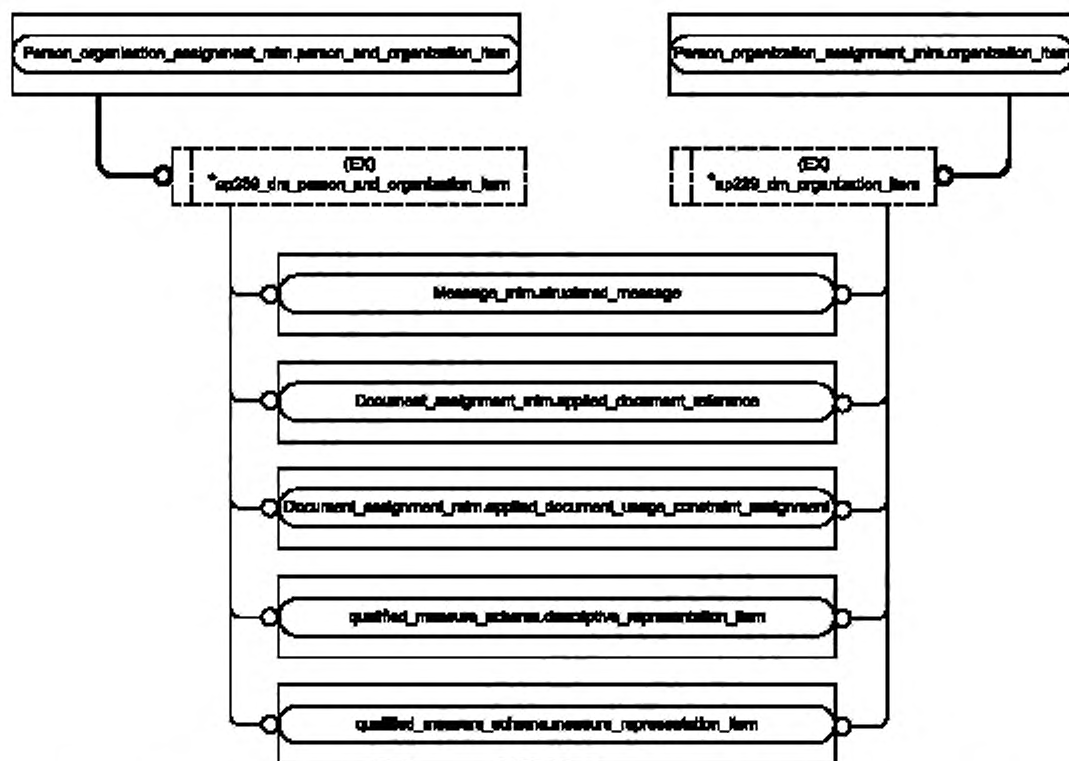 Person_organization_assignment_mim.person_and_organization_item
Person_organization_assignment_mim.organization_item
(EX)
*ap239_dm_person_and_organization_item
(EX)
*ap239_dm_organization_item
Message_mim.structured_message
Document_assignment_mim.applied_document_reference
Document_assignment_mim.applied_document_usage_constraint_assignment
qualified_measure_schema.descriptive_representation_item
qualified_measure_schema.measure_representation_item